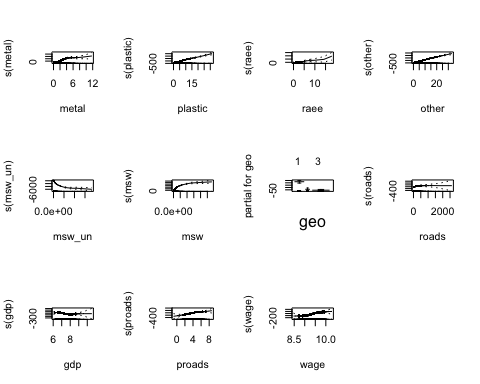 s(metal)
0
0 6 12
metal
s(plastic)
-500
0 15
plastic
s(raee)
0
0 10
raee
s(other)
-500
0 20
other
s(msw_un)
-6000
0.0e+00
msw_un
s(msw)
0
0.0e+00
msw
partial for geo
-50
1 3
geo
s(roads)
-400
0 2000
roads
s(gdp)
-300
6 8
gdp
s(proads)
-400
0 4 8
proads
s(wage)
-200
8.5 10.0
wage